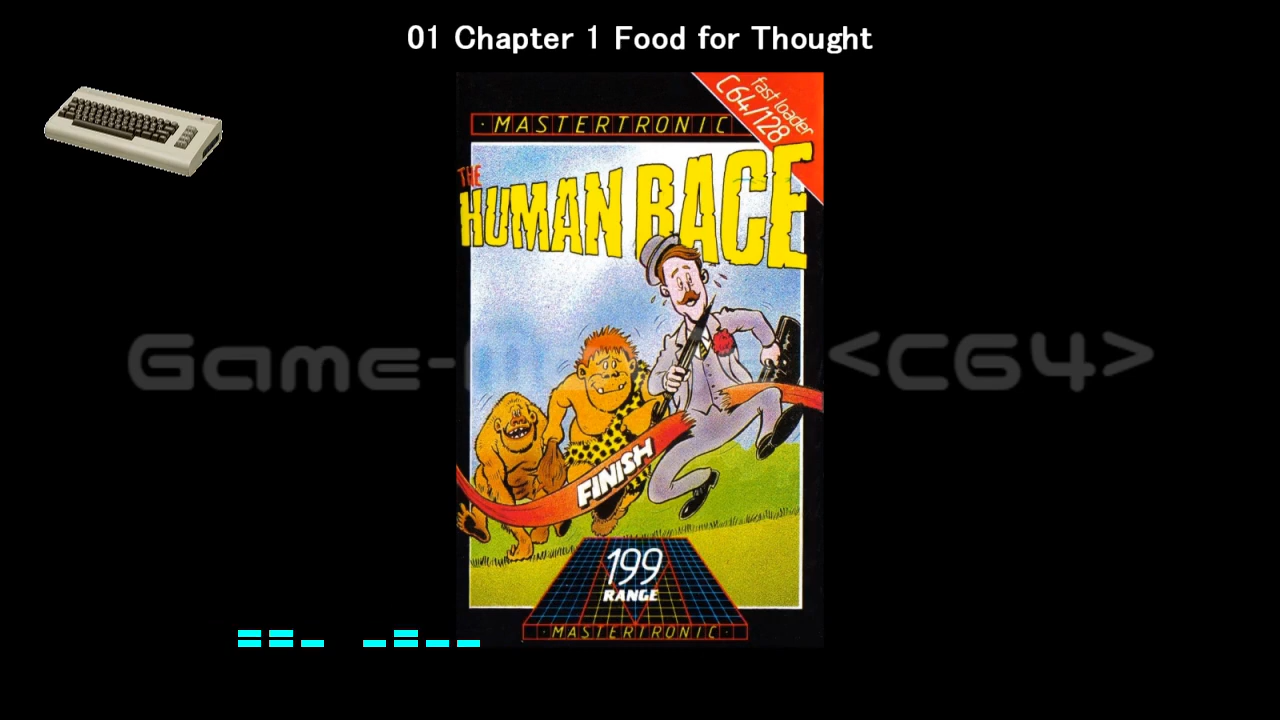 01 Chapter 1 Food for Thought
fast loader
C64/128
MASTERTRONIC
THE
HUMAN RACE
Game- <C64>
FINISH
199
RANGE
MASTERTRONIC